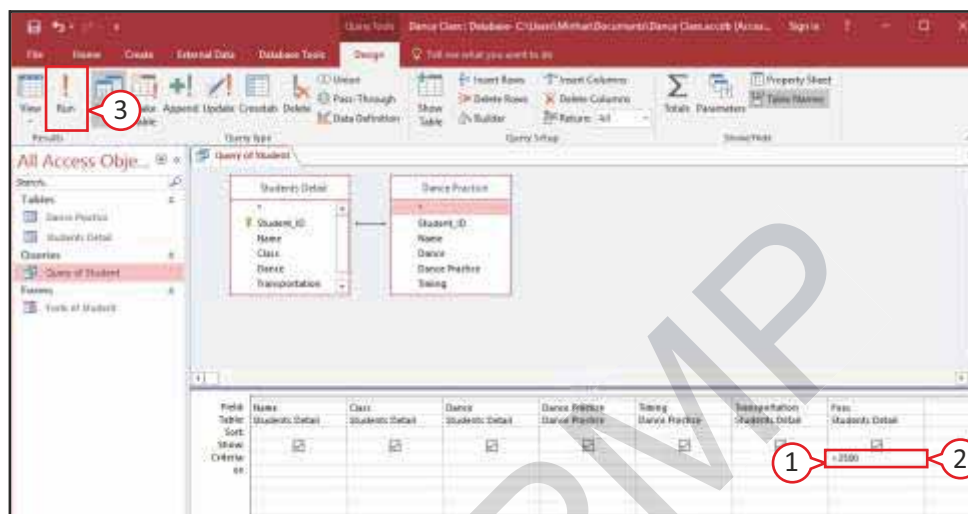 Query Tools Dance Class : Database- C:\Users\ \Documents\Dance Class.accdb (Acces... Sign in ?
File Home Create External Data Database Tools Design Tell me what you want to do
View Run Append Update Crosstab Delete
Union
Pass-Through
Data Definition
Show Table
Insert Rows
Delete Rows
Builder
Insert Columns
Delete Columns
Return: All
Totals Parameters
Property Sheet
Table Names
Results Query Type Query Setup Show/Hide
3
All Access Obje...
Search..
Tables
Dance Practice
Students Detail
Queries
Query of Student
Forms
Form of Student
Query of Student
Students Detail
*
Student_ID
Name
Class
Dance
Transportation
Dance Practice
*
Student_ID
Name
Dance
Dance Practice
Timing
Field: Name Class Dance Dance Practice Timing Transportation
Table: Students Detail Students Detail Students Detail Dance Practice Dance Practice Students Detail Students Detail
Sort:
Show:
Criteria:
or:
1
2
PMP